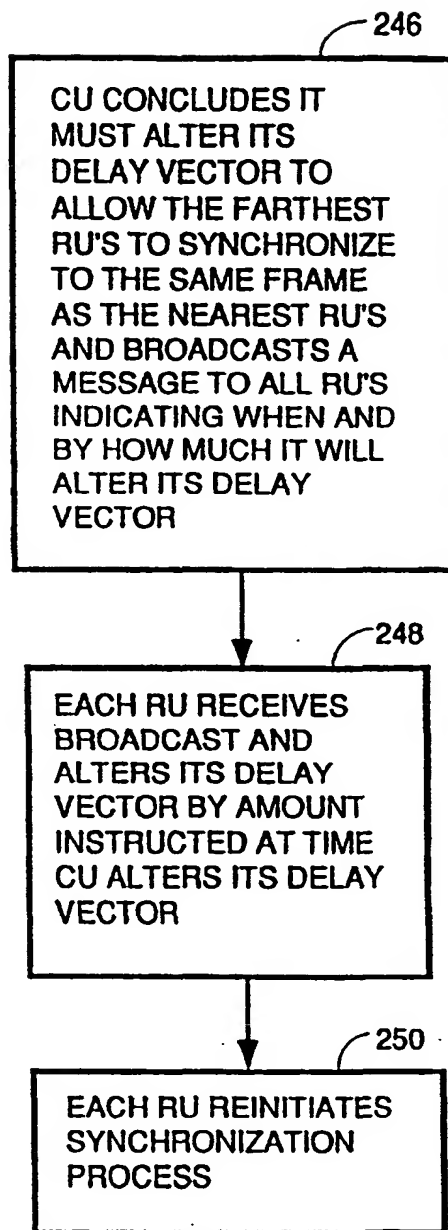 246
CU CONCLUDES IT
MUST ALTER ITS
DELAY VECTOR TO
ALLOW THE FARTHEST
RU'S TO SYNCHRONIZE
TO THE SAME FRAME
AS THE NEAREST RU'S
AND BROADCASTS A
MESSAGE TO ALL RU'S
INDICATING WHEN AND
BY HOW MUCH IT WILL
ALTER ITS DELAY
VECTOR
248
EACH RU RECEIVES
BROADCAST AND
ALTERS ITS DELAY
VECTOR BY AMOUNT
INSTRUCTED AT TIME
CU ALTERS ITS DELAY
VECTOR
250
EACH RU REINITIATES
SYNCHRONIZATION
PROCESS